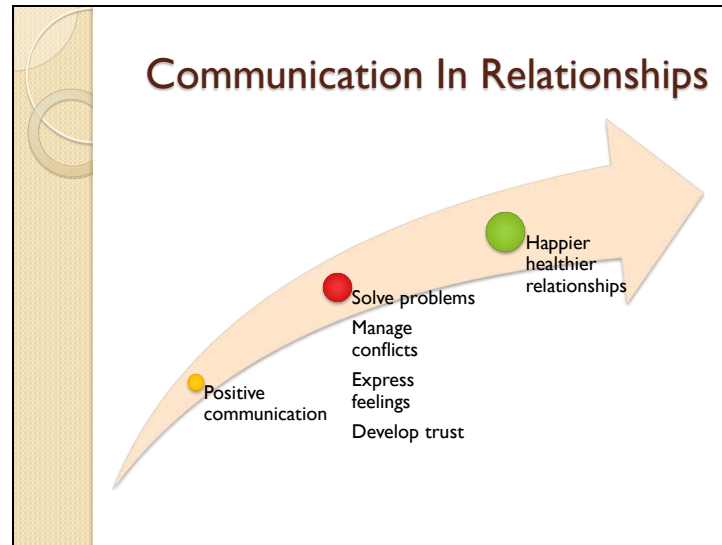 Communication In Relationships
Positive
communication
Solve problems
Manage
conflicts
Express
feelings
Develop trust
Happier
healthier
relationships